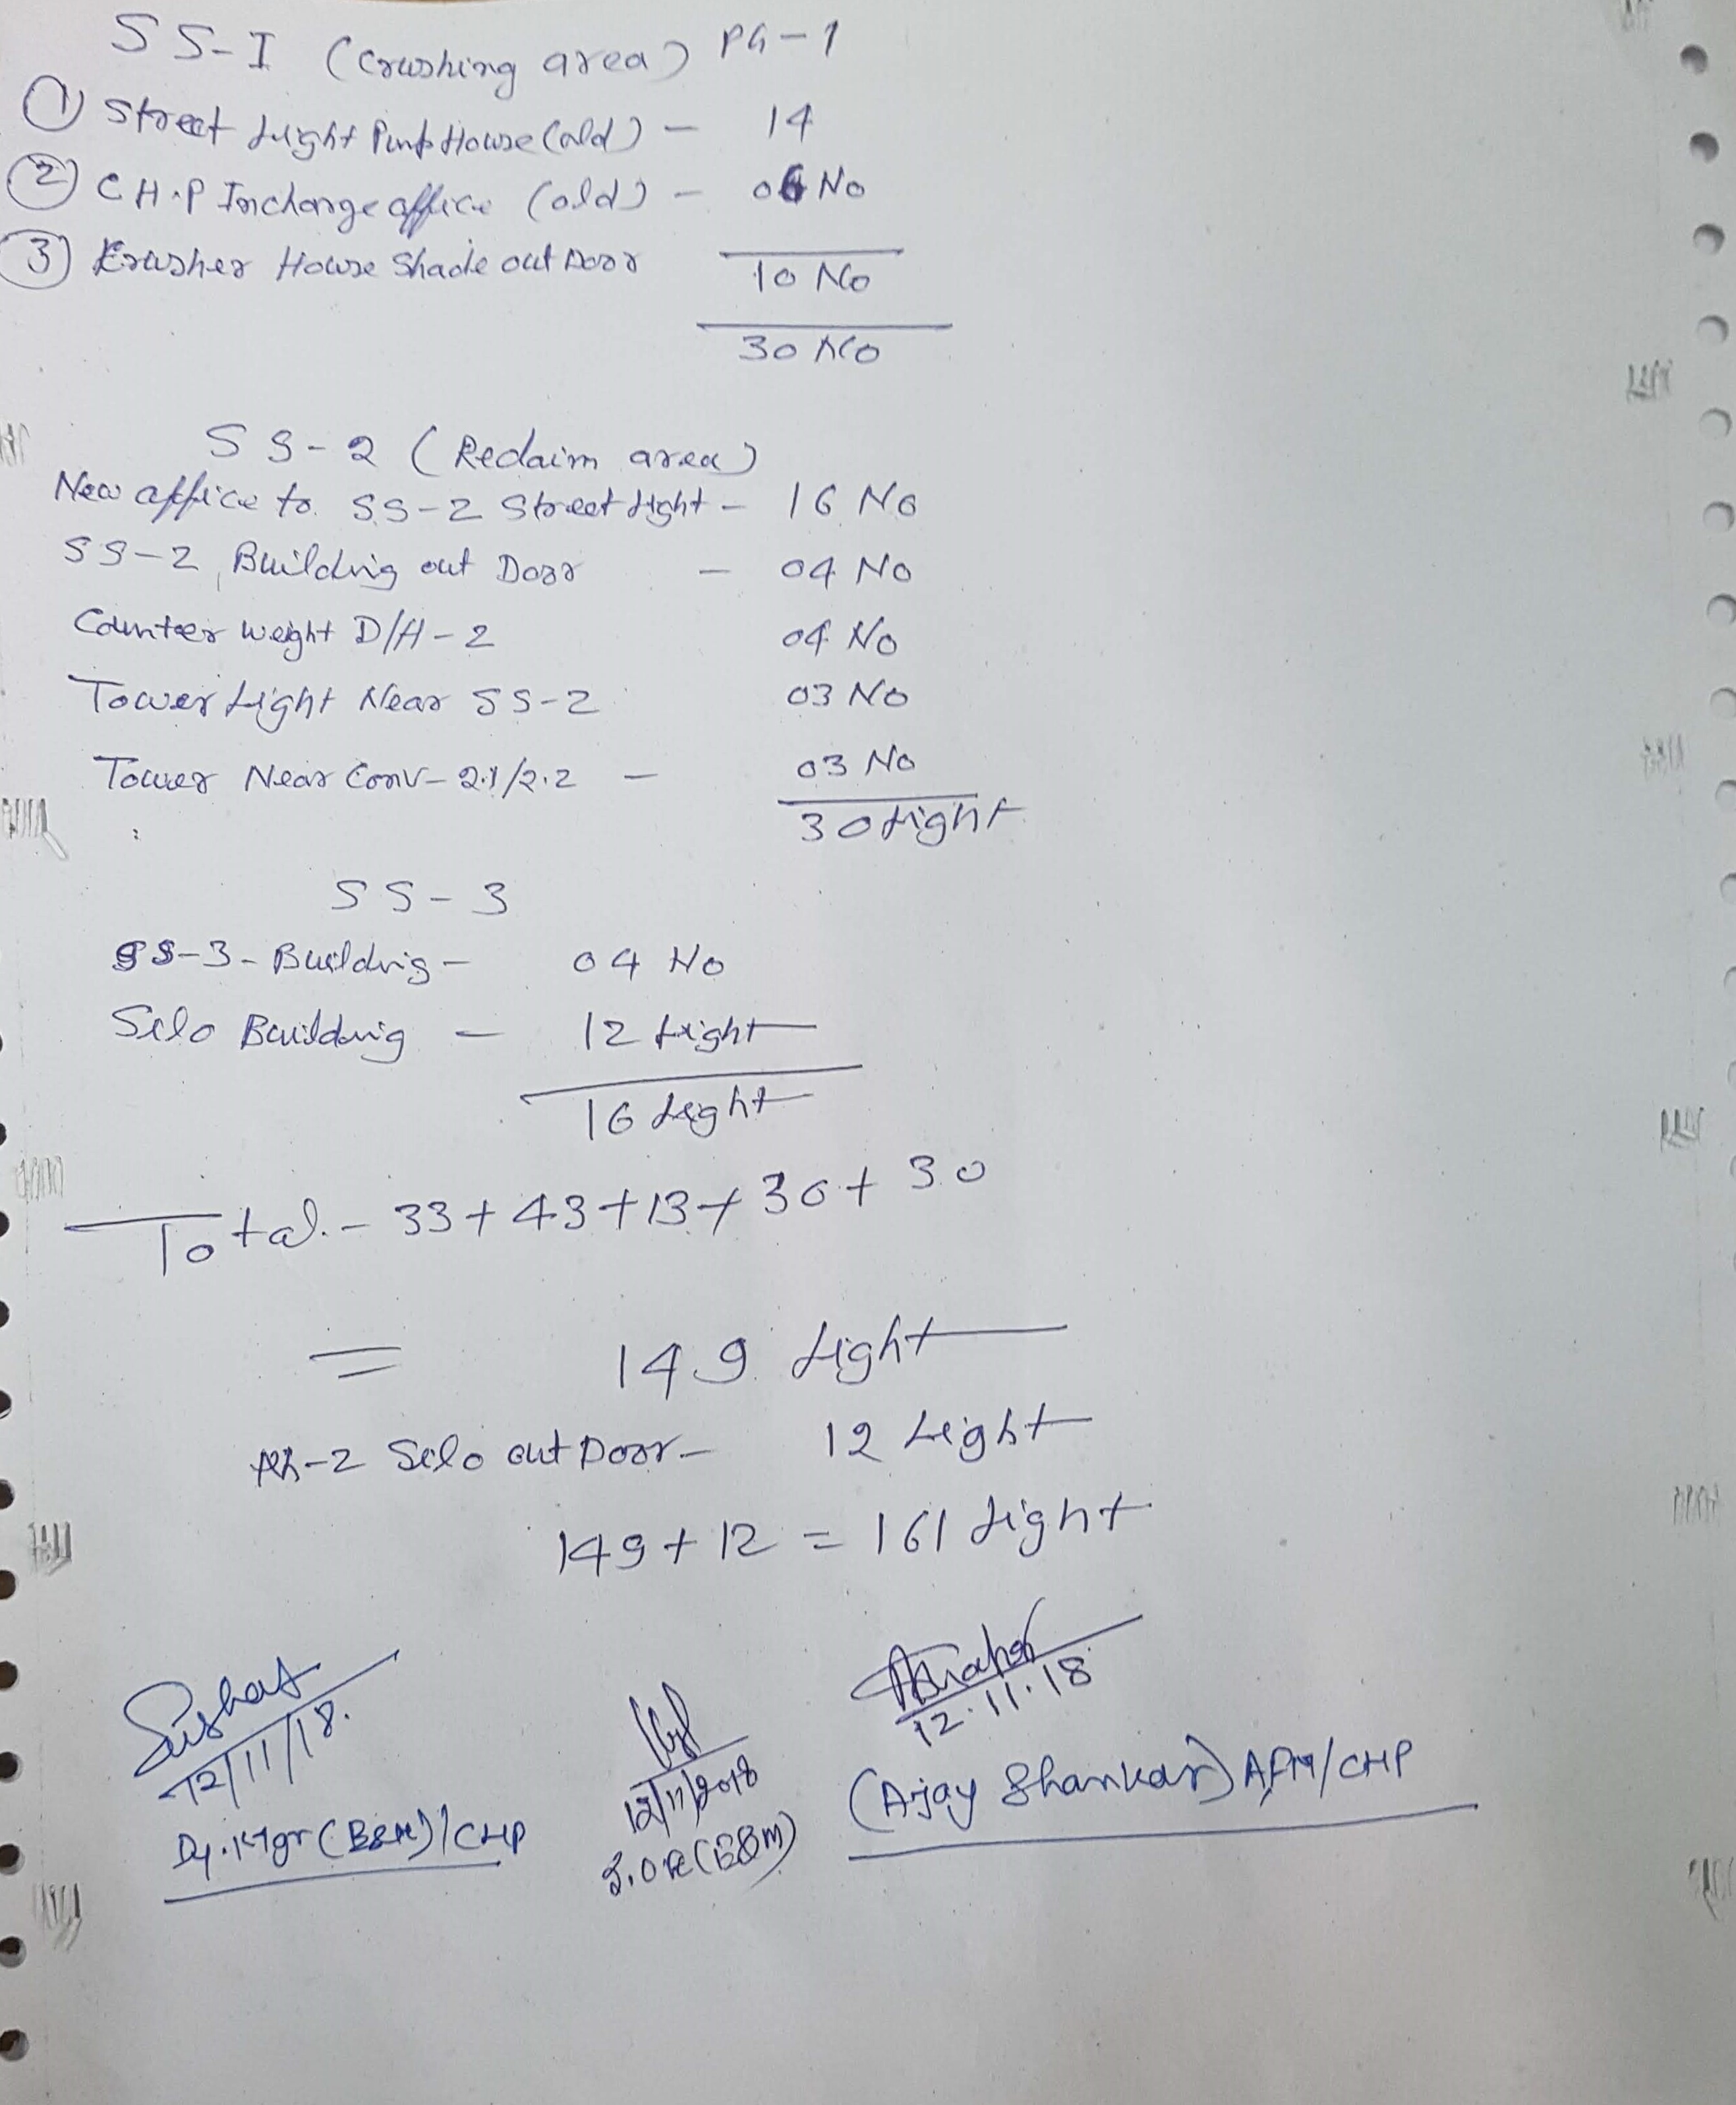 SS-I (Crushing area) PG-1
① Street Light Pump House (old) - 14
② C.H.P Incharge office (old) - 06 No
③ Krusher House Shade out Door 10 No
30 No
SS-2 (Reclaim area)
New office to SS-2 Street Light - 16 No
SS-2 Building out Door - 04 No
Counter Weight D/H-2 04 No
Tower Light Near SS-2 03 No
Tower Near Conv-2.1/2.2 - 03 No
30 Light
SS-3
SS-3 - Building - 04 No
Silo Building - 12 Light
16 Light
Total - 33+43+13+30+30
= 149 Light
-2 Silo out Door - 12 Light
149+12 = 161 Light
12.11.18
12/11/18.
12/11/2018
(Ajay Shankar) AFM/CHP
Dy.Mgr (E&M)/CHP
(E&M)